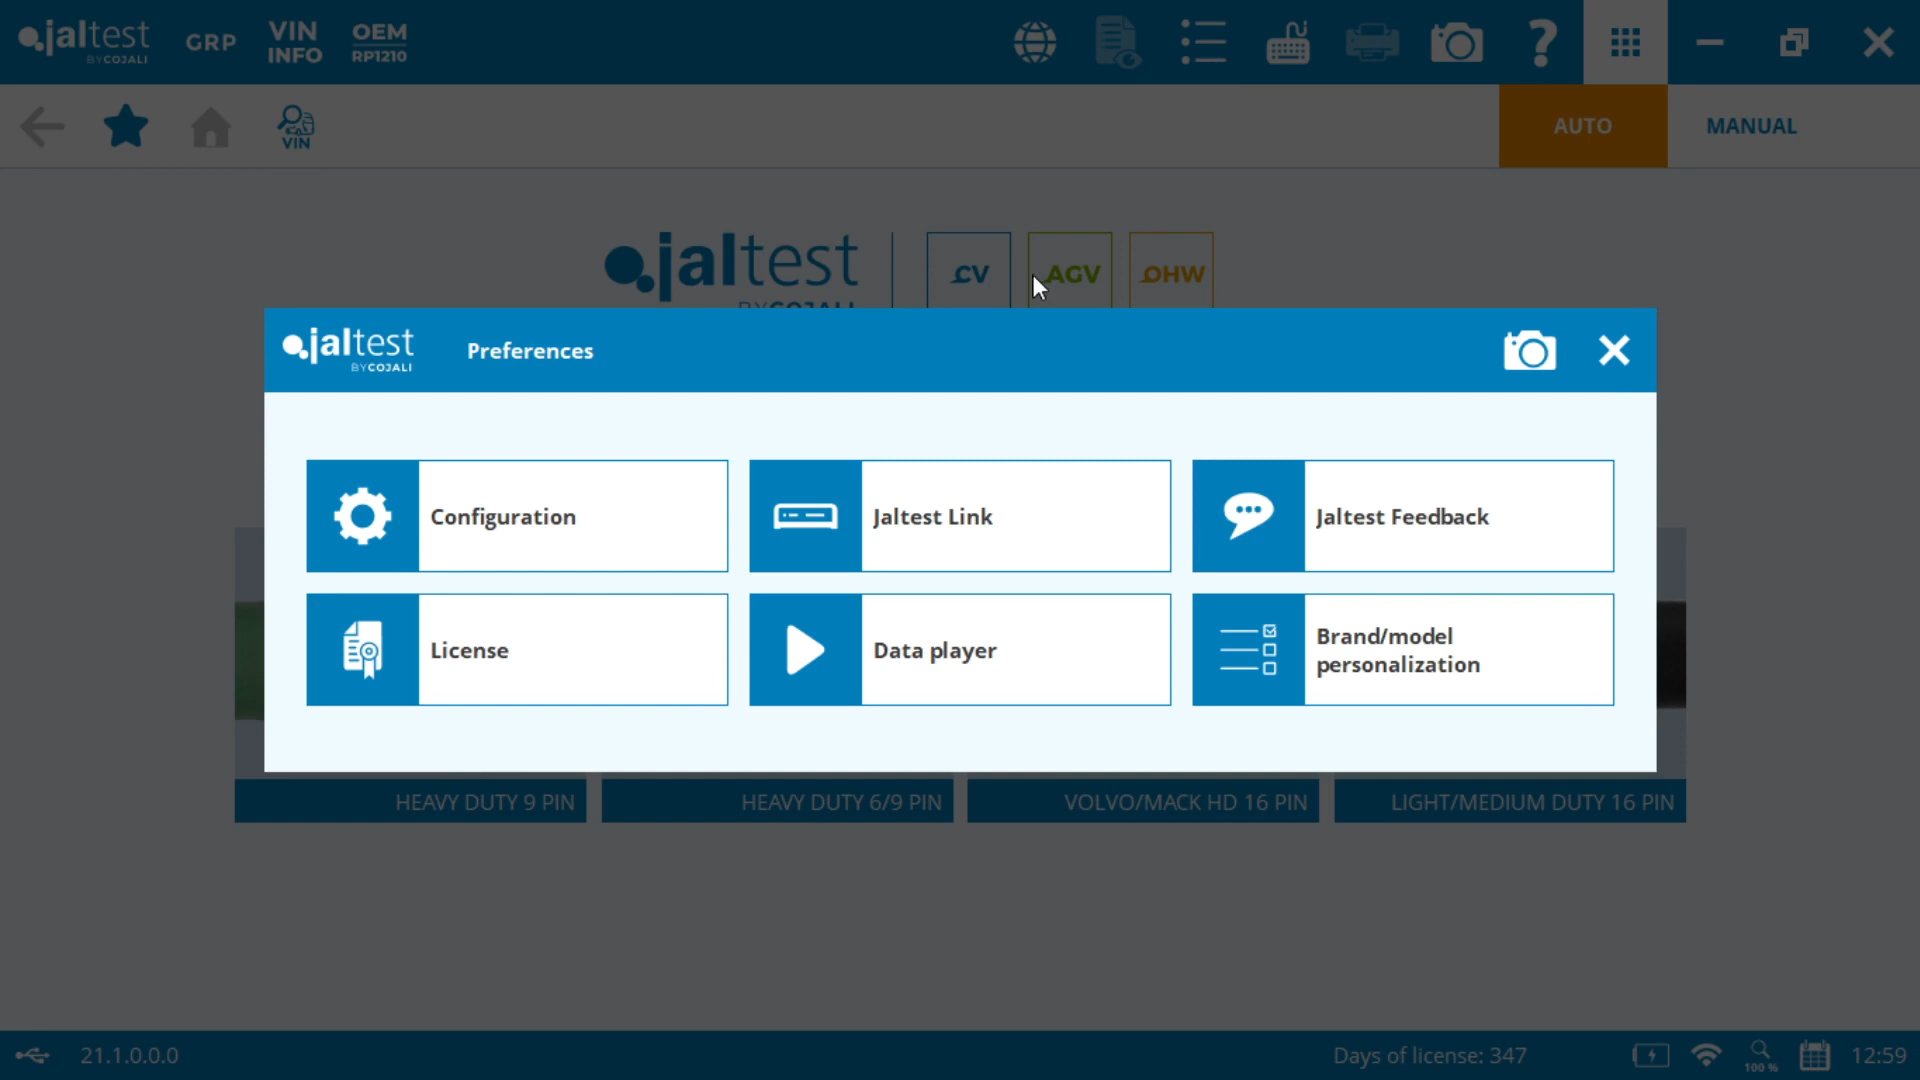 jaltest
BYCOJALI
GRP
VIN
INFO
OEM
RP1210
VIN
AUTO
MANUAL
jaltest
CV
AGV
OHW
jaltest
BYCOJALI
Preferences
Configuration
Jaltest Link
Jaltest Feedback
License
Data player
Brand/model
personalization
HEAVY DUTY 9 PIN
HEAVY DUTY 6/9 PIN
VOLVO/MACK HD 16 PIN
LIGHT/MEDIUM DUTY 16 PIN
21.1.0.0.0
Days of license: 347
100 %
12:59